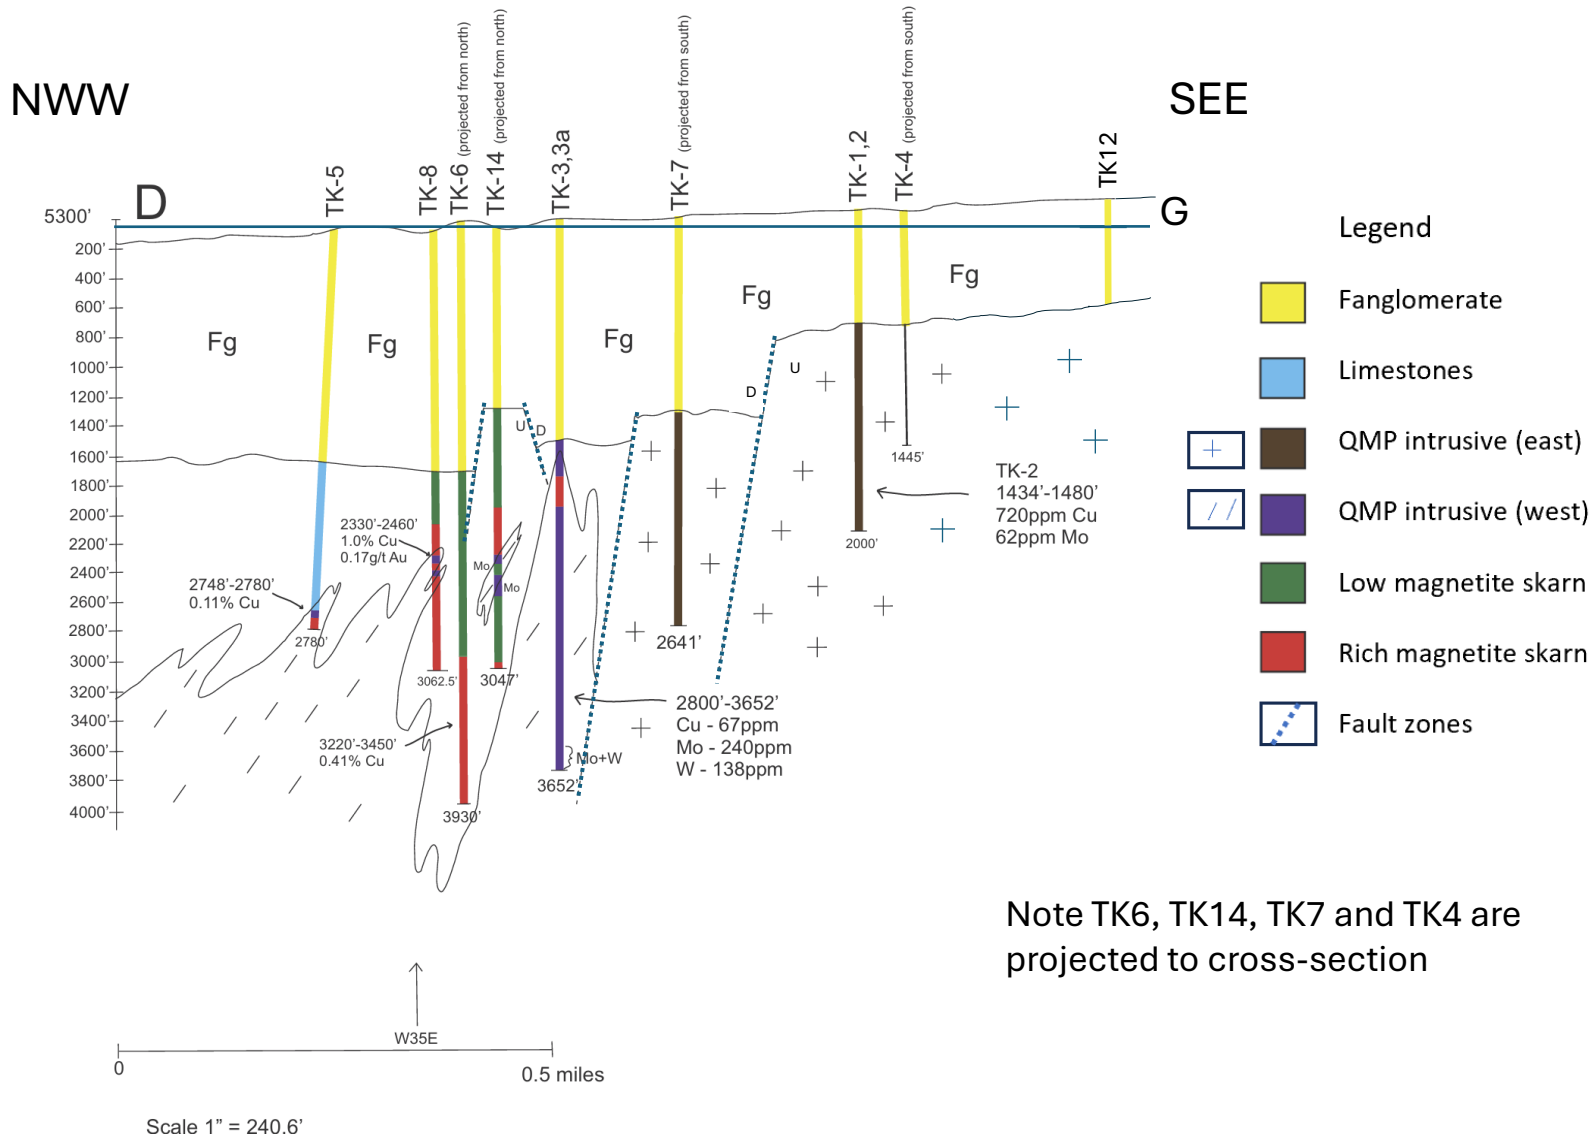 NWW
SEE
TK-5
TK-8
TK-6 (projected from north)
TK-14 (projected from north)
TK-3,3a
TK-7 (projected from south)
TK-1,2
TK-4 (projected from south)
TK12
D
G
5300'
200'
400'
600'
800'
1000'
1200'
1400'
1600'
1800'
2000'
2200'
2400'
2600'
2800'
3000'
3200'
3400'
3600'
3800'
4000'
Fg
Fg
Fg
Fg
Fg
U
D
D
U
2330'-2460'
1.0% Cu
0.17g/t Au
2748'-2780'
0.11% Cu
2780'
3062.5'
3220'-3450'
0.41% Cu
3930'
Mo
Mo
3047'
Mo+W
3652'
2641'
2800'-3652'
Cu - 67ppm
Mo - 240ppm
W - 138ppm
2000'
1445'
TK-2
1434'-1480'
720ppm Cu
62ppm Mo
Legend
Fanglomerate
Limestones
QMP intrusive (east)
QMP intrusive (west)
Low magnetite skarn
Rich magnetite skarn
Fault zones
Note TK6, TK14, TK7 and TK4 are
projected to cross-section
W35E
0
0.5 miles
Scale 1" = 240.6'